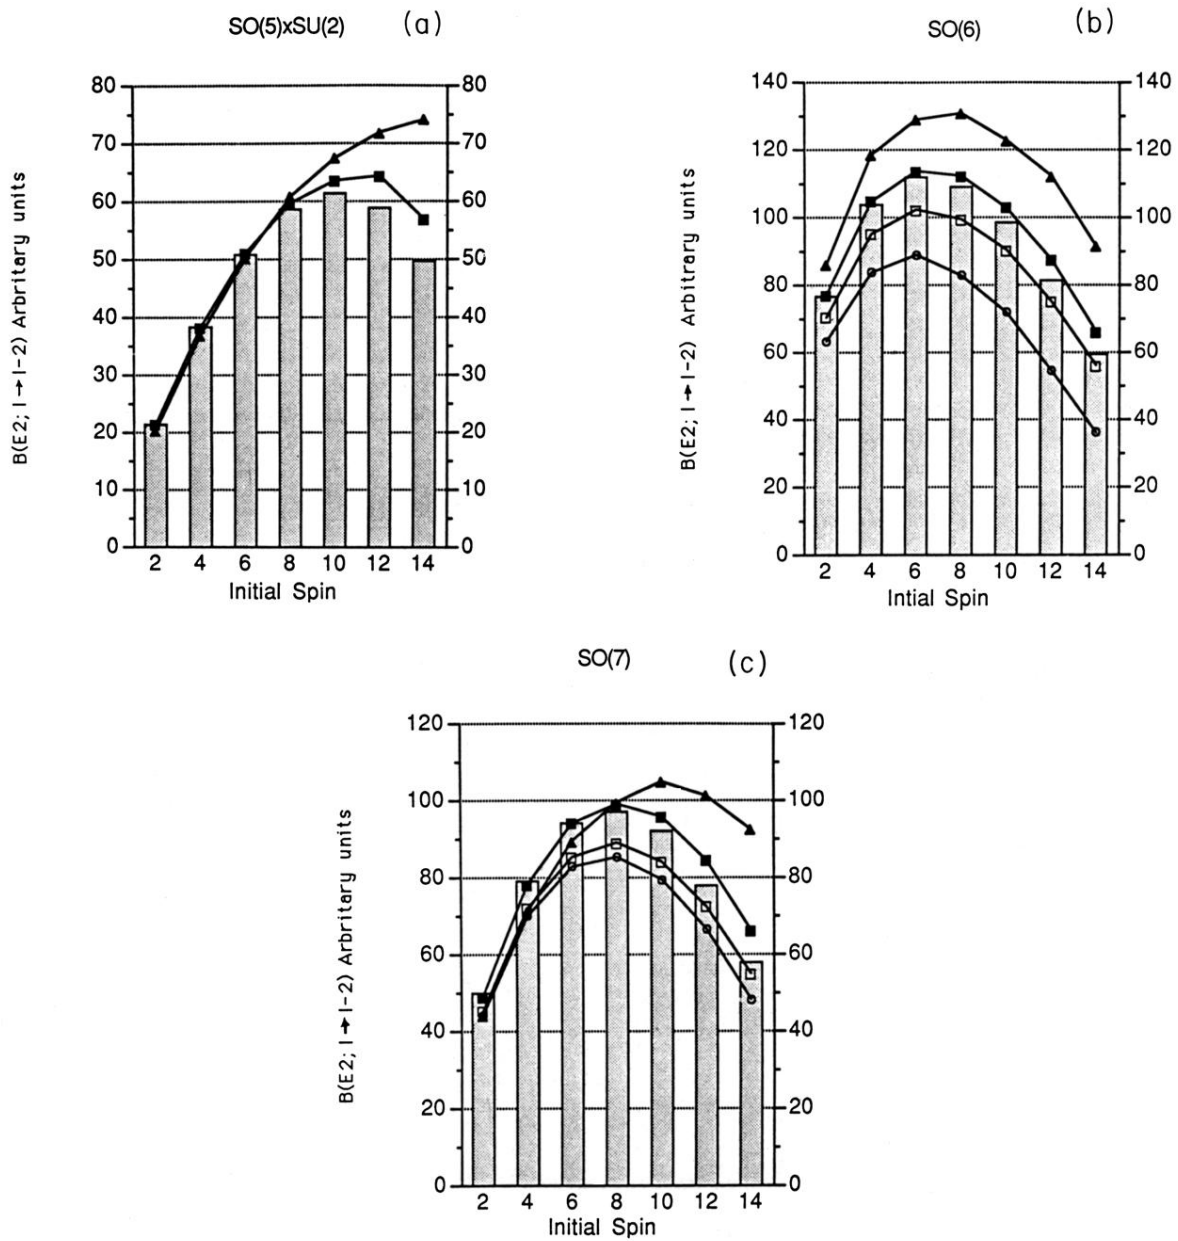 SO(5)xSU(2) (a)
80 80
70 70
60 60
50 50
40 40
30 30
20 20
10 10
0 0
2 4 6 8 10 12 14
Initial Spin
B(E2; I→I-2) Arbritary units
SO(6) (b)
140 140
120 120
100 100
80 80
60 60
40 40
20 20
0 0
2 4 6 8 10 12 14
Intial Spin
B(E2; I→I-2) Arbitrary units
SO(7) (c)
120 120
100 100
80 80
60 60
40 40
20 20
0 0
2 4 6 8 10 12 14
Initial Spin
B(E2; I→I-2) Arbritary units